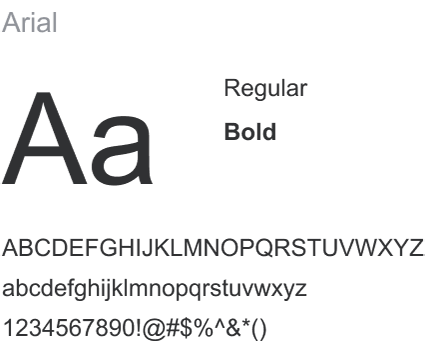 Arial
Aa
Regular
Bold
ABCDEFGHIJKLMNOPQRSTUVWXYZ
abcdefghijklmnopqrstuvwxyz
1234567890!@#$%^&*()